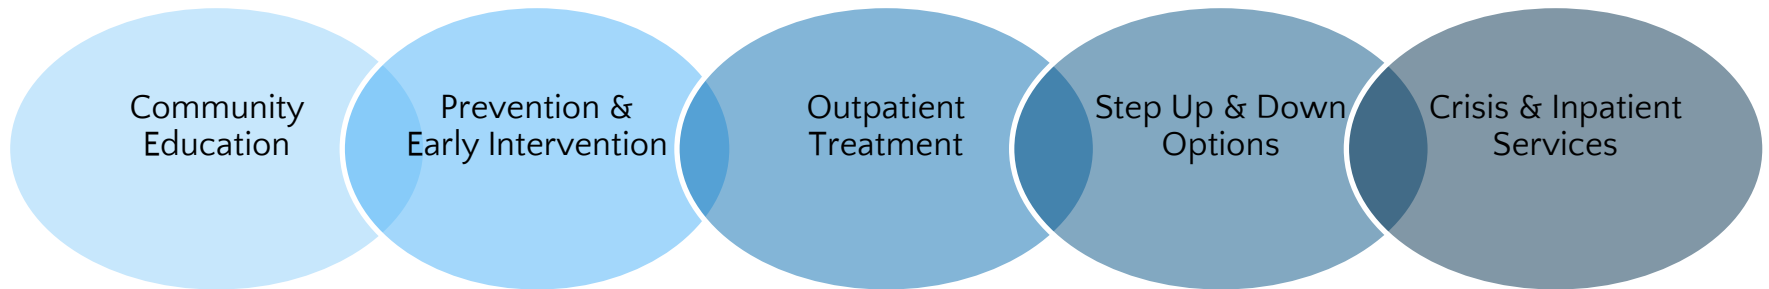 Community
Education
Prevention &
Early Intervention
Outpatient
Treatment
Step Up & Down
Options
Crisis & Inpatient
Services